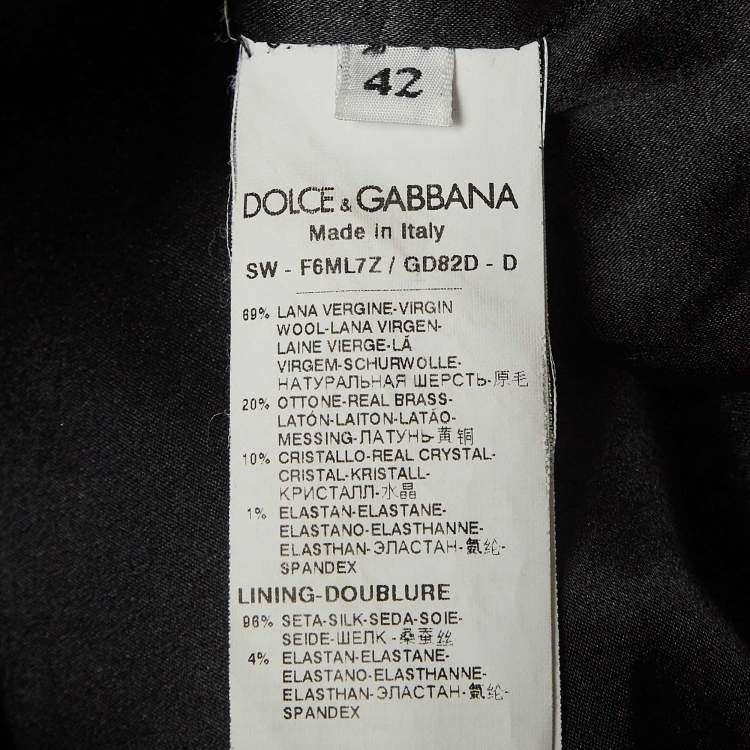 42
DOLCE & GABBANA
Made in Italy
SW - F6ML7Z / GD82D - D
69% LANA VERGINE-VIRGIN
WOOL-LANA VIRGEN-
LAINE VIERGE-LÃ
VIRGEM-SCHURWOLLE-
НАТУРАЛЬНАЯ ШЕРСТЬ-原毛
20% OTTONE-REAL BRASS-
LATÓN-LAITON-LATÃO-
MESSING-ЛАТУНЬ-黄铜
10% CRISTALLO-REAL CRYSTAL-
CRISTAL-KRISTALL-
КРИСТАЛЛ-水晶
1% ELASTAN-ELASTANE-
ELASTANO-ELASTHANNE-
ELASTHAN-ЭЛАСТАН-氨纶-
SPANDEX
LINING-DOUBLURE
96% SETA-SILK-SEDA-SOIE-
SEIDE-ШЕЛК -桑蚕丝
4% ELASTAN-ELASTANE-
ELASTANO-ELASTHANNE-
ELASTHAN-ЭЛАСТАН-氨纶-
SPANDEX